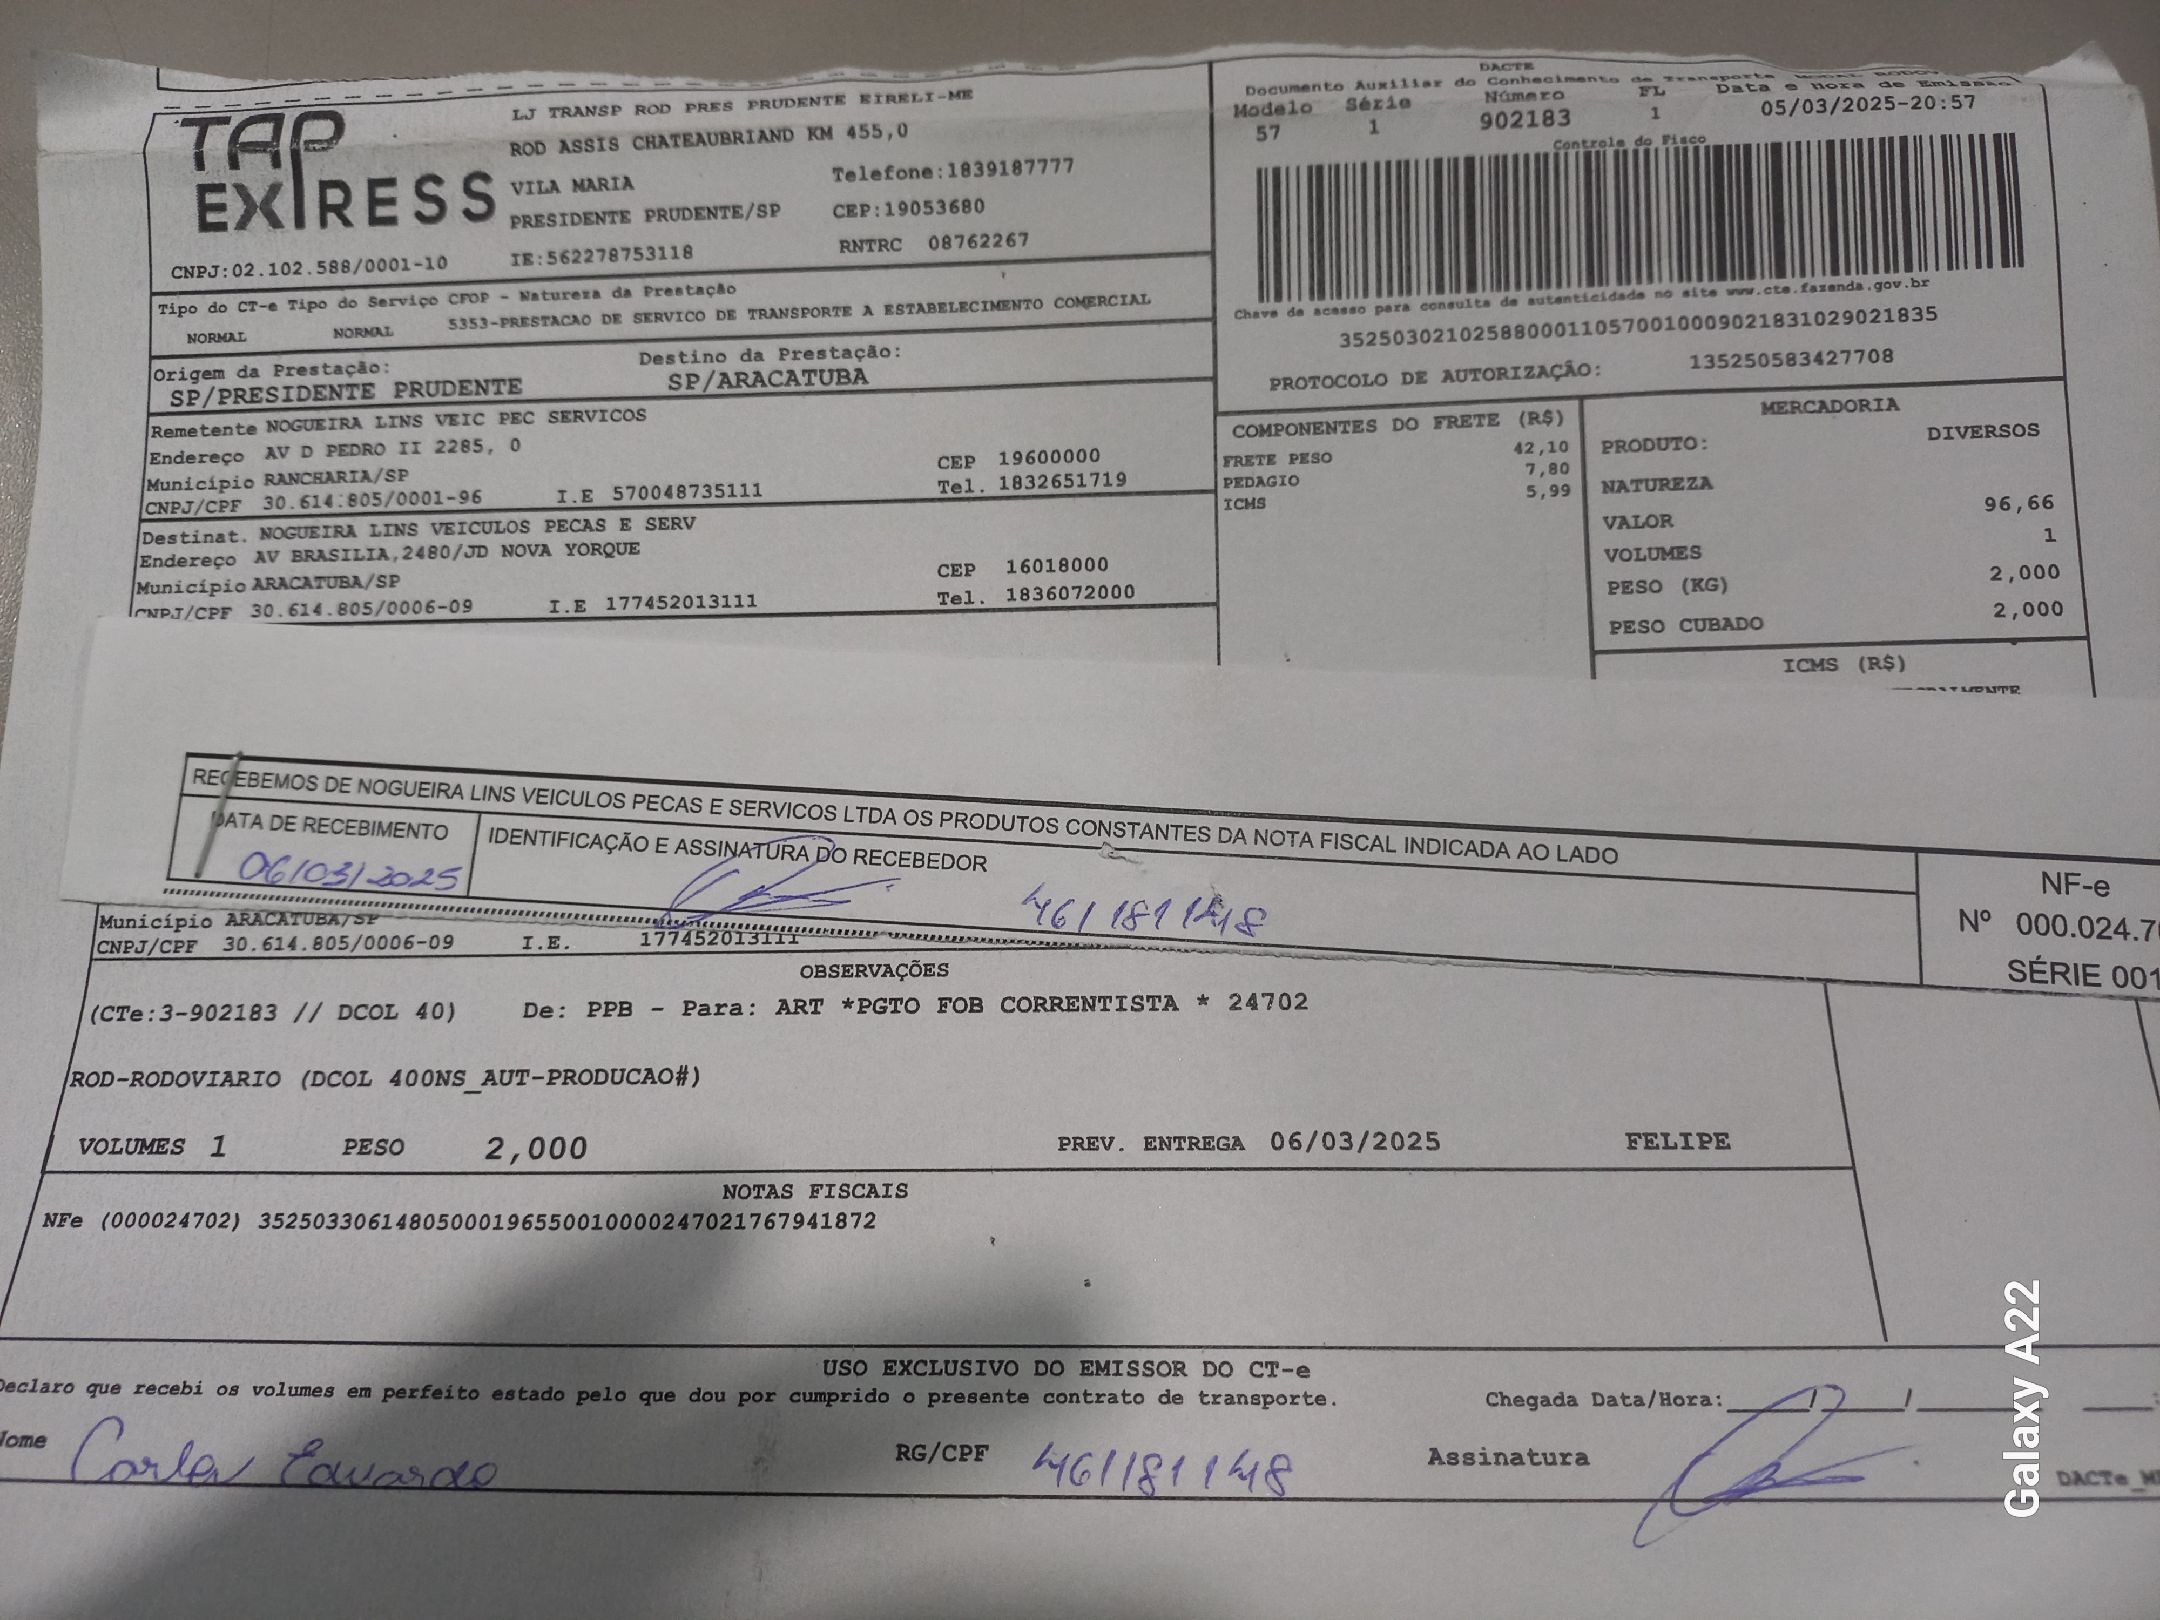 TAP EXPRESS
LJ TRANSP ROD PRES PRUDENTE EIRELI-ME
ROD ASSIS CHATEAUBRIAND KM 455,0
VILA MARIA Telefone:1839187777
PRESIDENTE PRUDENTE/SP CEP:19053680
CNPJ:02.102.588/0001-10 IE:562278753118 RNTRC 08762267
DACTE
Documento Auxiliar do Conhecimento de Transporte
Modelo Série Número FL Data e Hora de Emissão
57 1 902183 1 05/03/2025-20:57
Controle do Fisco
Chave de acesso para consulta de autenticidade no site www.cte.fazenda.gov.br
35250302102588000110570010009021831029021835
PROTOCOLO DE AUTORIZAÇÃO: 135250583427708
Tipo do CT-e Tipo do Serviço CFOP - Natureza da Prestação
NORMAL NORMAL 5353-PRESTACAO DE SERVICO DE TRANSPORTE A ESTABELECIMENTO COMERCIAL
Origem da Prestação: Destino da Prestação:
SP/PRESIDENTE PRUDENTE SP/ARACATUBA
Remetente NOGUEIRA LINS VEIC PEC SERVICOS
Endereço AV D PEDRO II 2285, 0
Município RANCHARIA/SP CEP 19600000
CNPJ/CPF 30.614.805/0001-96 I.E 570048735111 Tel. 1832651719
Destinat. NOGUEIRA LINS VEICULOS PECAS E SERV
Endereço AV BRASILIA,2480/JD NOVA YORQUE
Município ARACATUBA/SP CEP 16018000
CNPJ/CPF 30.614.805/0006-09 I.E 177452013111 Tel. 1836072000
COMPONENTES DO FRETE (R$)
FRETE PESO 42,10
PEDAGIO 7,80
ICMS 5,99
MERCADORIA
PRODUTO: DIVERSOS
NATUREZA
VALOR 96,66
VOLUMES 1
PESO (KG) 2,000
PESO CUBADO 2,000
ICMS (R$)
RECEBEMOS DE NOGUEIRA LINS VEICULOS PECAS E SERVICOS LTDA OS PRODUTOS CONSTANTES DA NOTA FISCAL INDICADA AO LADO
DATA DE RECEBIMENTO IDENTIFICAÇÃO E ASSINATURA DO RECEBEDOR
06/03/2025 461181148
NF-e
Nº 000.024.70
SÉRIE 001
Município ARACATUBA/SP
CNPJ/CPF 30.614.805/0006-09 I.E. 177452013111
OBSERVAÇÕES
(CTe:3-902183 // DCOL 40) De: PPB - Para: ART *PGTO FOB CORRENTISTA * 24702
ROD-RODOVIARIO (DCOL 400NS_AUT-PRODUCAO#)
VOLUMES 1 PESO 2,000 PREV. ENTREGA 06/03/2025 FELIPE
NOTAS FISCAIS
NFe (000024702) 35250330614805000196550010000247021767941872
USO EXCLUSIVO DO EMISSOR DO CT-e
Declaro que recebi os volumes em perfeito estado pelo que dou por cumprido o presente contrato de transporte. Chegada Data/Hora: / /
Nome Carlos Eduardo RG/CPF 461181148 Assinatura
DACTe_M
Galaxy A22